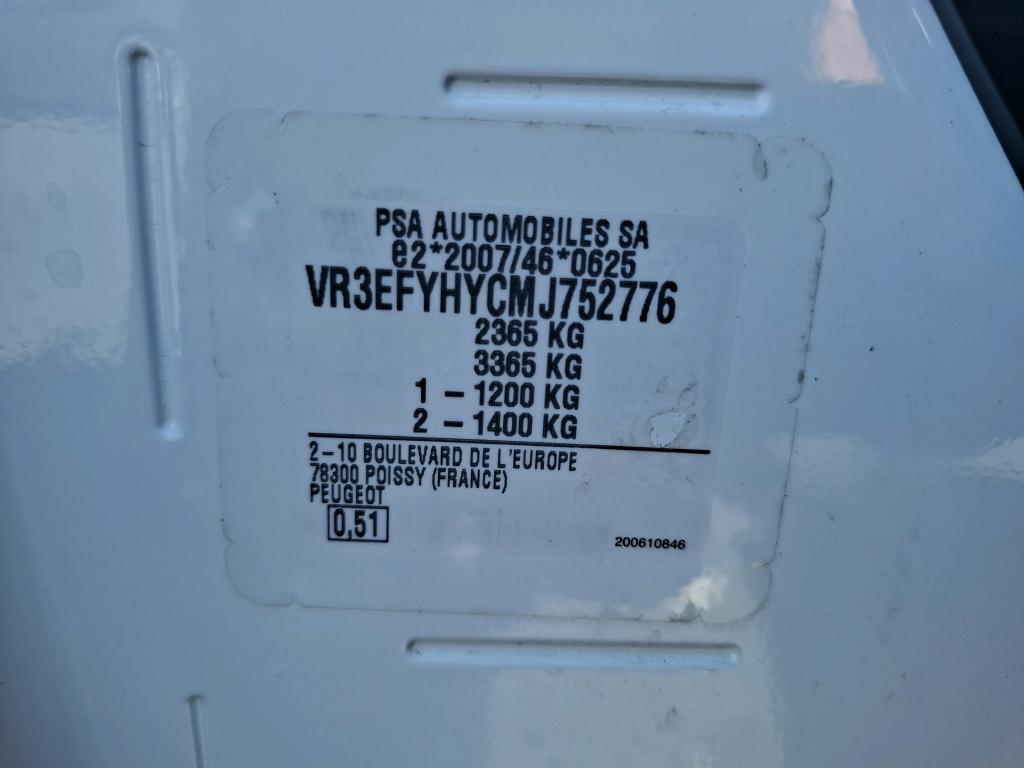 PSA AUTOMOBILES SA
e2*2007/46*0625
VR3EFYHYCMJ752776
2365 KG
3365 KG
1 – 1200 KG
2 – 1400 KG
2–10 BOULEVARD DE L'EUROPE
78300 POISSY (FRANCE)
PEUGEOT
0,51
200610846